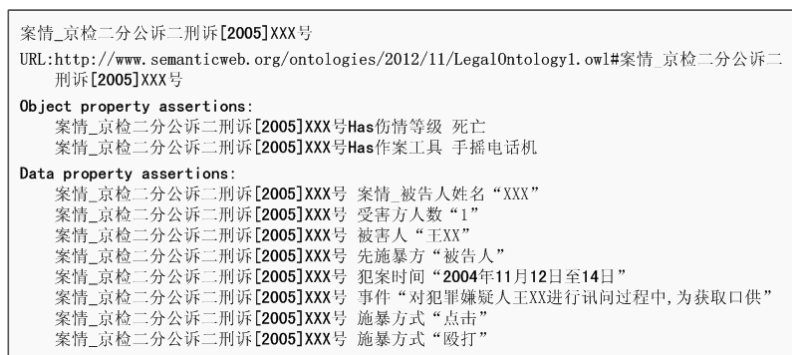 案情_京检二分公诉二刑诉[2005]XXX号
URL:http://www.semanticweb.org/ontologies/2012/11/LegalOntology1.owl#案情_京检二分公诉二
刑诉[2005]XXX号
Object property assertions:
案情_京检二分公诉二刑诉[2005]XXX号Has伤情等级 死亡
案情_京检二分公诉二刑诉[2005]XXX号Has作案工具 手摇电话机
Data property assertions:
案情_京检二分公诉二刑诉[2005]XXX号 案情_被告人姓名“XXX”
案情_京检二分公诉二刑诉[2005]XXX号 受害方人数“1”
案情_京检二分公诉二刑诉[2005]XXX号 被害人“王XX”
案情_京检二分公诉二刑诉[2005]XXX号 先施暴方“被告人”
案情_京检二分公诉二刑诉[2005]XXX号 犯案时间“2004年11月12日至14日”
案情_京检二分公诉二刑诉[2005]XXX号 事件“对犯罪嫌疑人王XX进行讯问过程中,为获取口供”
案情_京检二分公诉二刑诉[2005]XXX号 施暴方式“点击”
案情_京检二分公诉二刑诉[2005]XXX号 施暴方式“殴打”